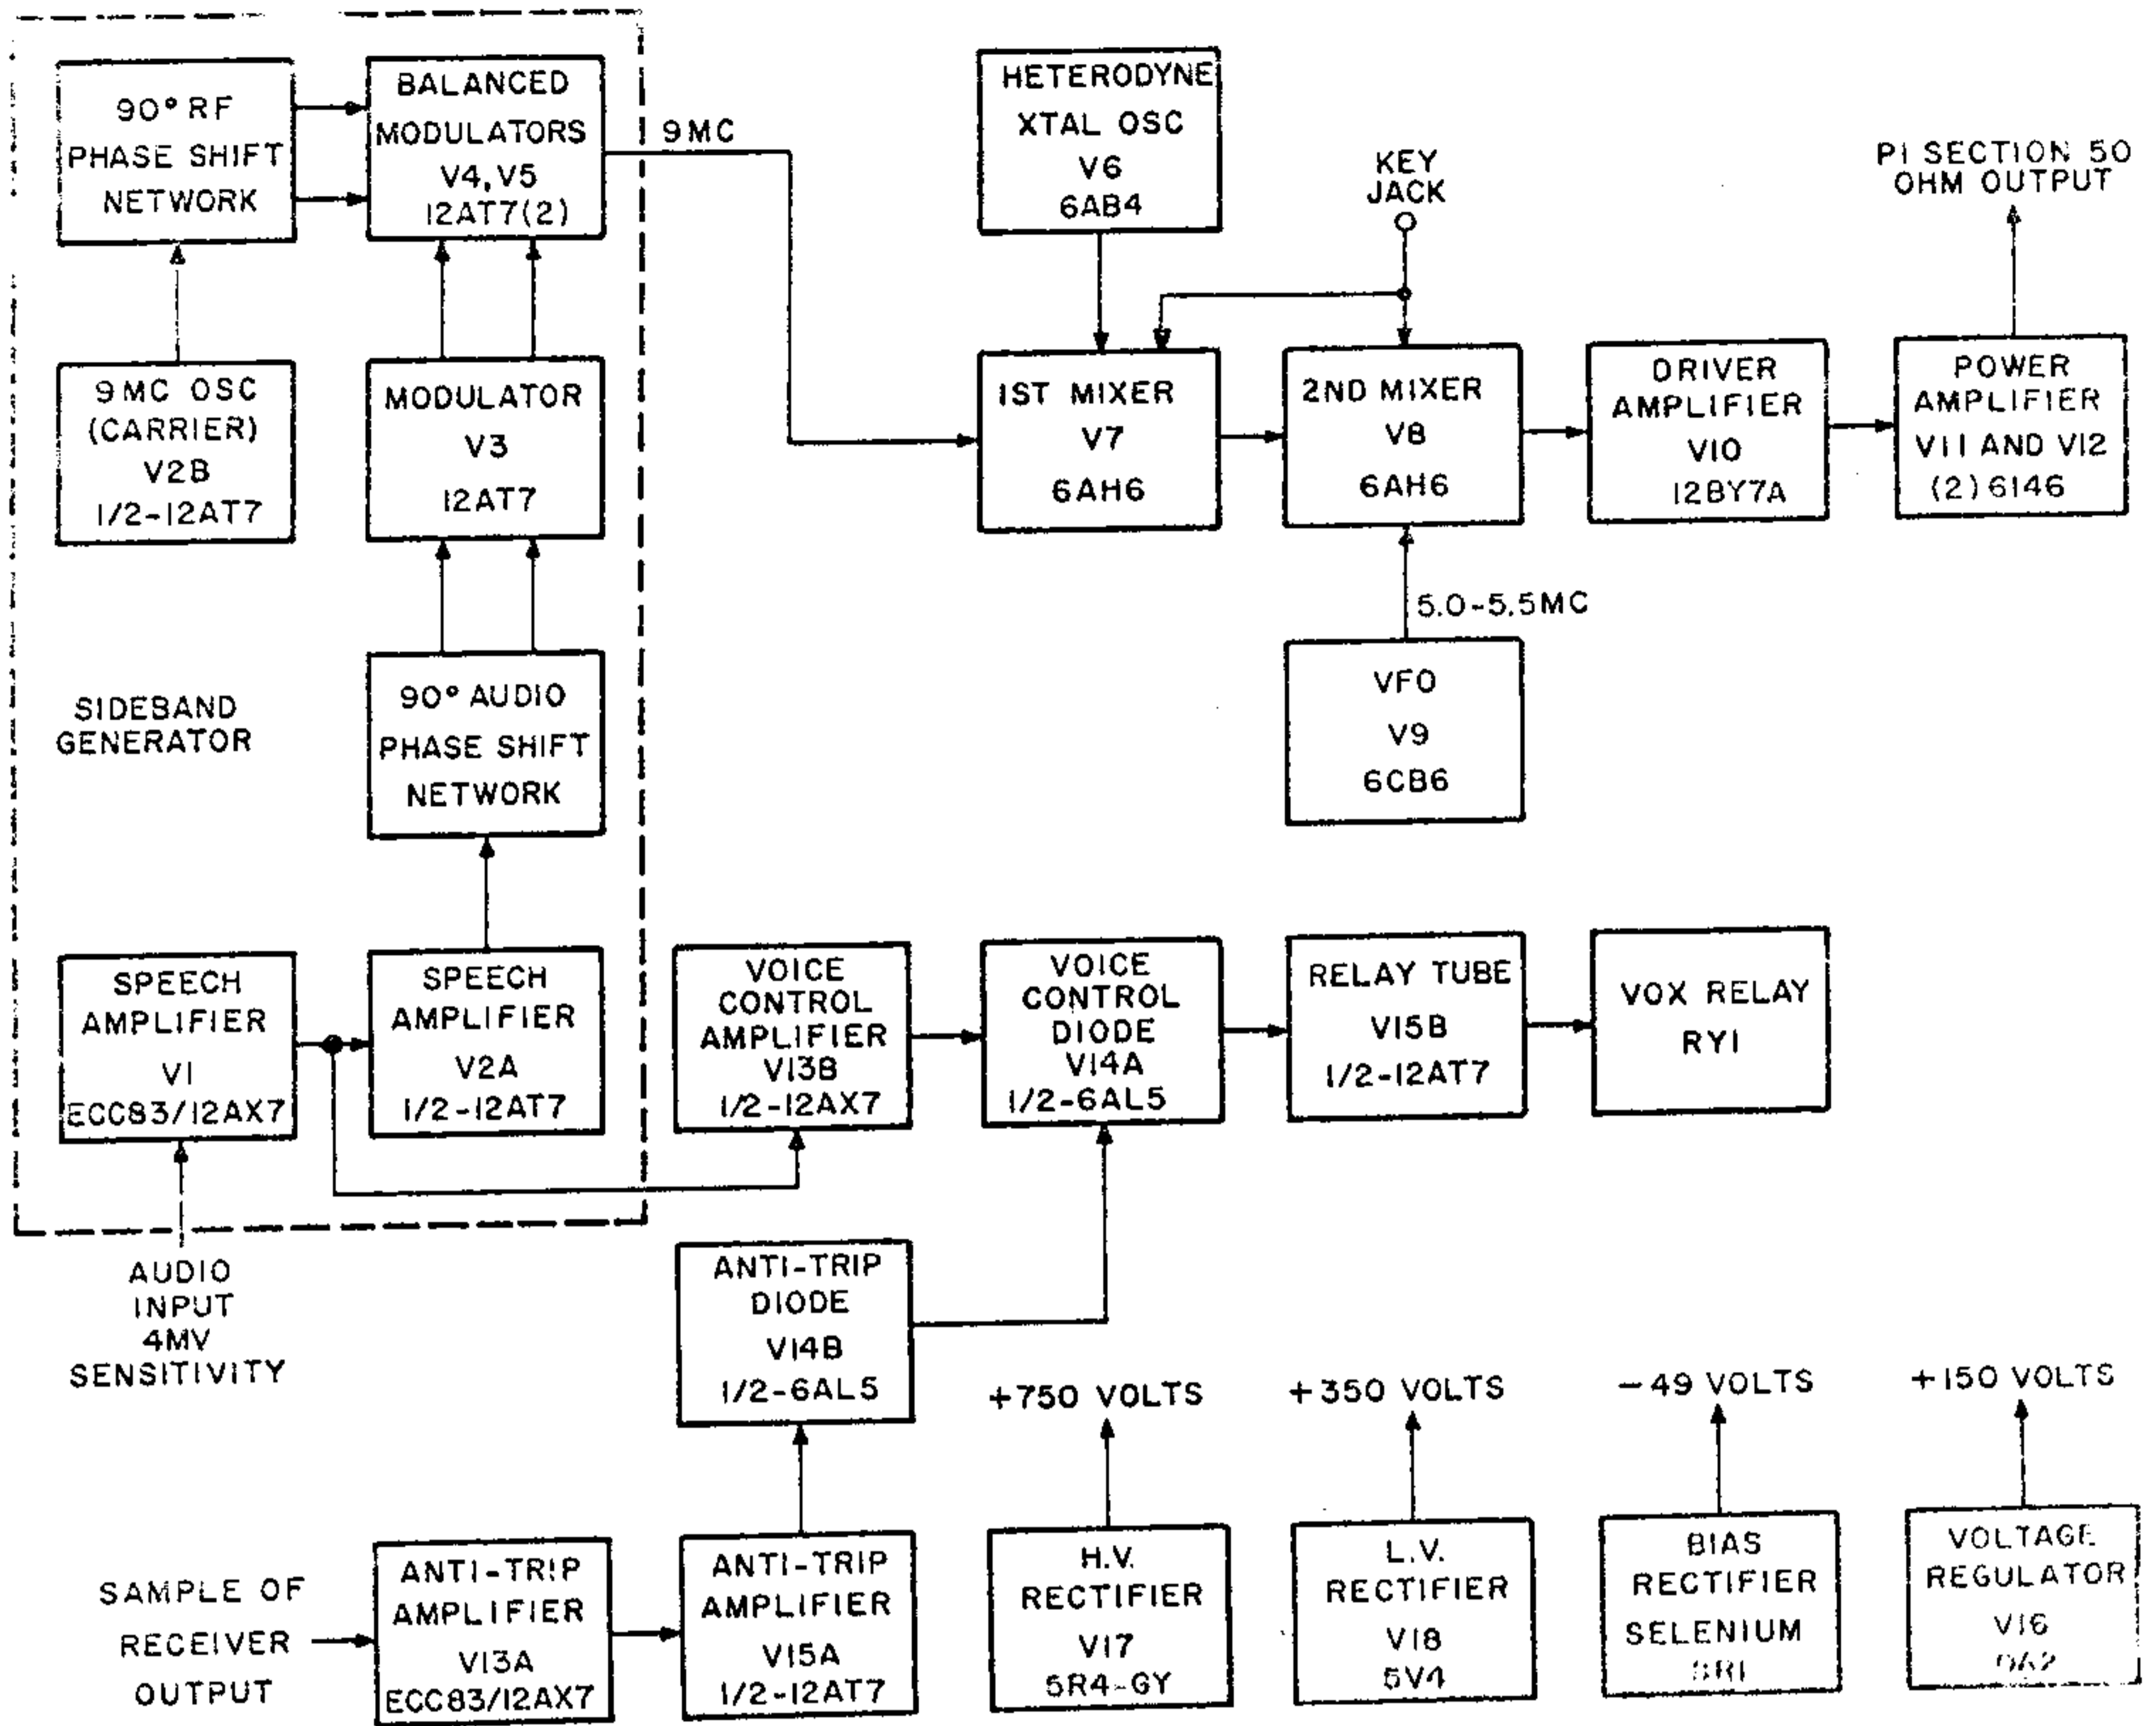 90° RF
PHASE SHIFT
NETWORK
BALANCED
MODULATORS
V4, V5
12AT7(2)
9 MC
HETERODYNE
XTAL OSC
V6
6AB4
KEY
JACK
PI SECTION 50
OHM OUTPUT
9 MC OSC
(CARRIER)
V2B
1/2-12AT7
MODULATOR
V3
12AT7
1ST MIXER
V7
6AH6
2ND MIXER
V8
6AH6
DRIVER
AMPLIFIER
V10
12BY7A
POWER
AMPLIFIER
V11 AND V12
(2) 6146
5.0-5.5MC
VFO
V9
6CB6
SIDEBAND
GENERATOR
90° AUDIO
PHASE SHIFT
NETWORK
SPEECH
AMPLIFIER
V1
ECC83/12AX7
SPEECH
AMPLIFIER
V2A
1/2-12AT7
VOICE
CONTROL
AMPLIFIER
V13B
1/2-12AX7
VOICE
CONTROL
DIODE
V14A
1/2-6AL5
RELAY TUBE
V15B
1/2-12AT7
VOX RELAY
RY1
AUDIO
INPUT
4MV
SENSITIVITY
ANTI-TRIP
DIODE
V14B
1/2-6AL5
+750 VOLTS
+350 VOLTS
-49 VOLTS
+150 VOLTS
SAMPLE OF
RECEIVER
OUTPUT
ANTI-TRIP
AMPLIFIER
V13A
ECC83/12AX7
ANTI-TRIP
AMPLIFIER
V15A
1/2-12AT7
H.V.
RECTIFIER
V17
5R4-GY
L.V.
RECTIFIER
V18
5V4
BIAS
RECTIFIER
SELENIUM
SR1
VOLTAGE
REGULATOR
V16
OA2